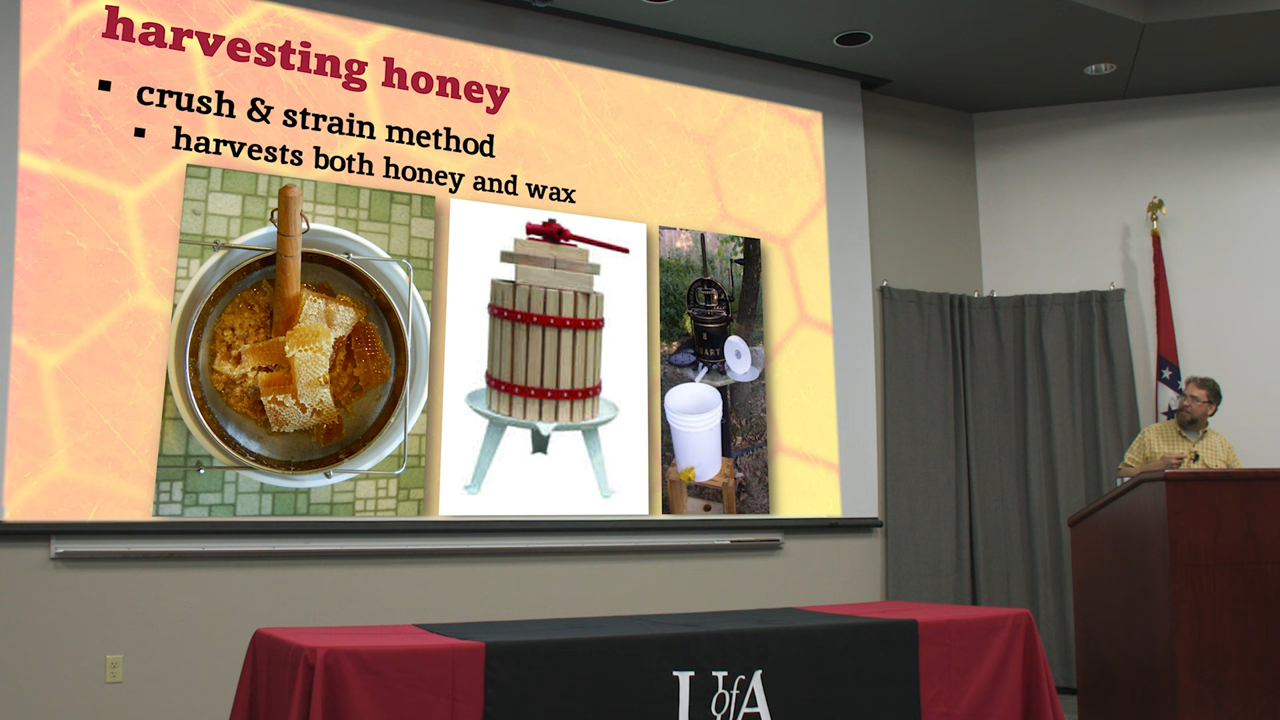 harvesting honey
▪ crush & strain method
▪ harvests both honey and wax
UofA